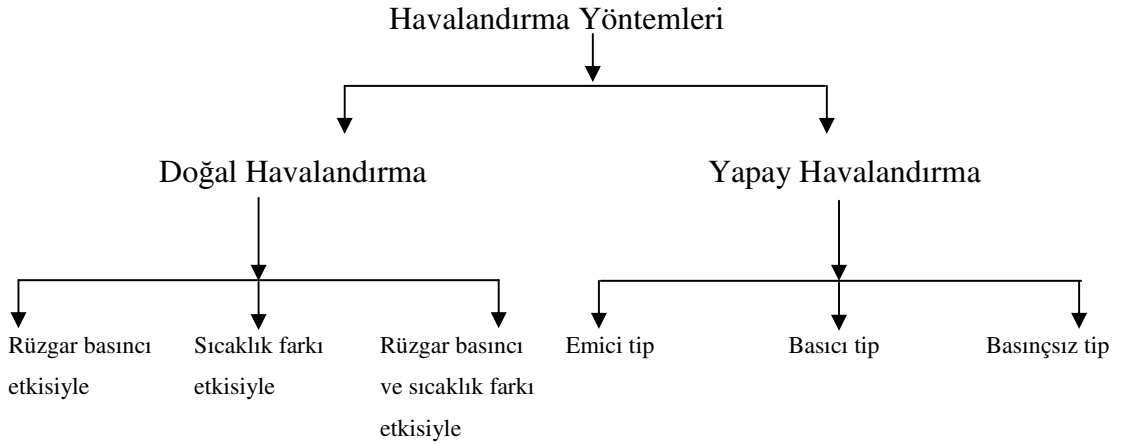 Havalandırma Yöntemleri
Doğal Havalandırma
Yapay Havalandırma
Rüzgar basıncı
etkisiyle
Sıcaklık farkı
etkisiyle
Rüzgar basıncı
ve sıcaklık farkı
etkisiyle
Emici tip
Basıcı tip
Basınçsız tip